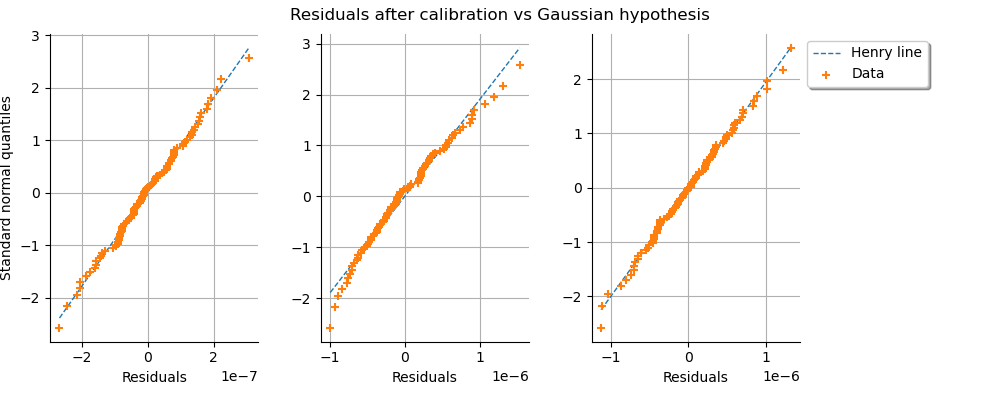 Residuals after calibration vs Gaussian hypothesis
Standard normal quantiles
3
2
1
0
−1
−2
−2 0 2
1e−7
Residuals
3
2
1
0
−1
−2
−1 0 1
1e−6
Residuals
2
1
0
−1
−2
−1 0 1
1e−6
Residuals
Henry line
Data